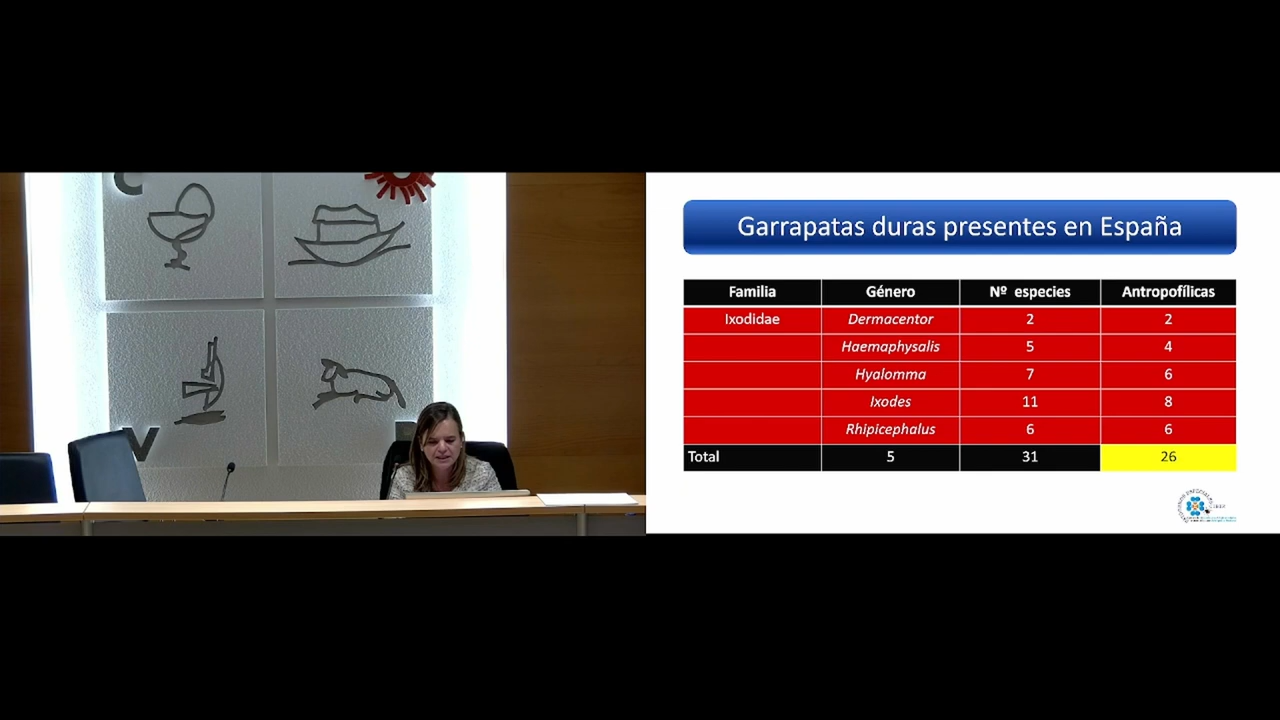 C
V
Garrapatas duras presentes en España
Familia Género Nº especies Antropofílicas
Ixodidae Dermacentor 2 2
Haemaphysalis 5 4
Hyalomma 7 6
Ixodes 11 8
Rhipicephalus 6 6
Total 5 31 26